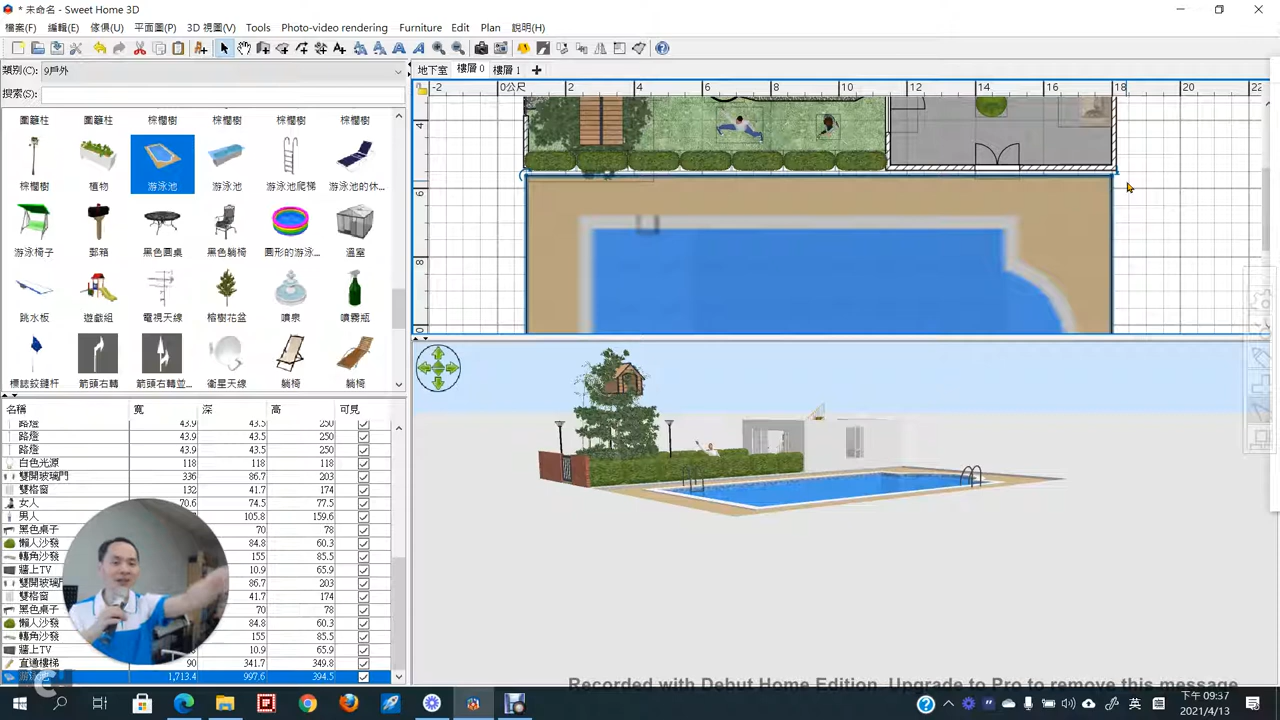 * 未命名 - Sweet Home 3D
檔案(F) 編輯(E) 傢俱(U) 平面圖(P) 3D 視圖(V) Tools Photo-video rendering Furniture Edit Plan 說明(H)
類別(C): 9戶外
搜索(S):
圍籬柱 圍籬柱 棕櫚樹 棕櫚樹 棕櫚樹 棕櫚樹
棕櫚樹 植物 游泳池 游泳池 游泳池爬梯 游泳池的休...
游泳椅子 郵箱 黑色圓桌 黑色躺椅 圓形的游泳... 溫室
跳水板 遊戲組 電視天線 榕樹花盆 噴泉 噴霧瓶
標誌鉸鏈杆 箭頭右轉 箭頭右轉並... 衛星天線 躺椅 躺椅
名稱 寬 深 高 可見
路燈 43.9 43.5 250
路燈 43.9 43.5 250
路燈 43.9 43.5 250
白色光源 118 118 118
雙開玻璃門 336 86.7 203
雙格窗 132 41.7 174
女人 70.6 74.5 77.5
男人 105.8 159.6
黑色桌子 70 78
懶人沙發 84.8 60.3
轉角沙發 155 85.5
牆上TV 10.9 65.9
雙開玻璃門 86.7 203
雙格窗 41.7 174
黑色桌子 70 78
懶人沙發 84.8 60.3
轉角沙發 155 85.5
牆上TV 10.9 65.9
直通樓梯 90 341.7 349.8
1,713.4 997.6 394.5
地下室 樓層 0 樓層 1
-2 0公尺 2 4 6 8 10 12 14 16 18 20 22
4
6
8
Recorded with Debut Home Edition. Upgrade to Pro to remove this message
英 下午 09:37
2021/4/13